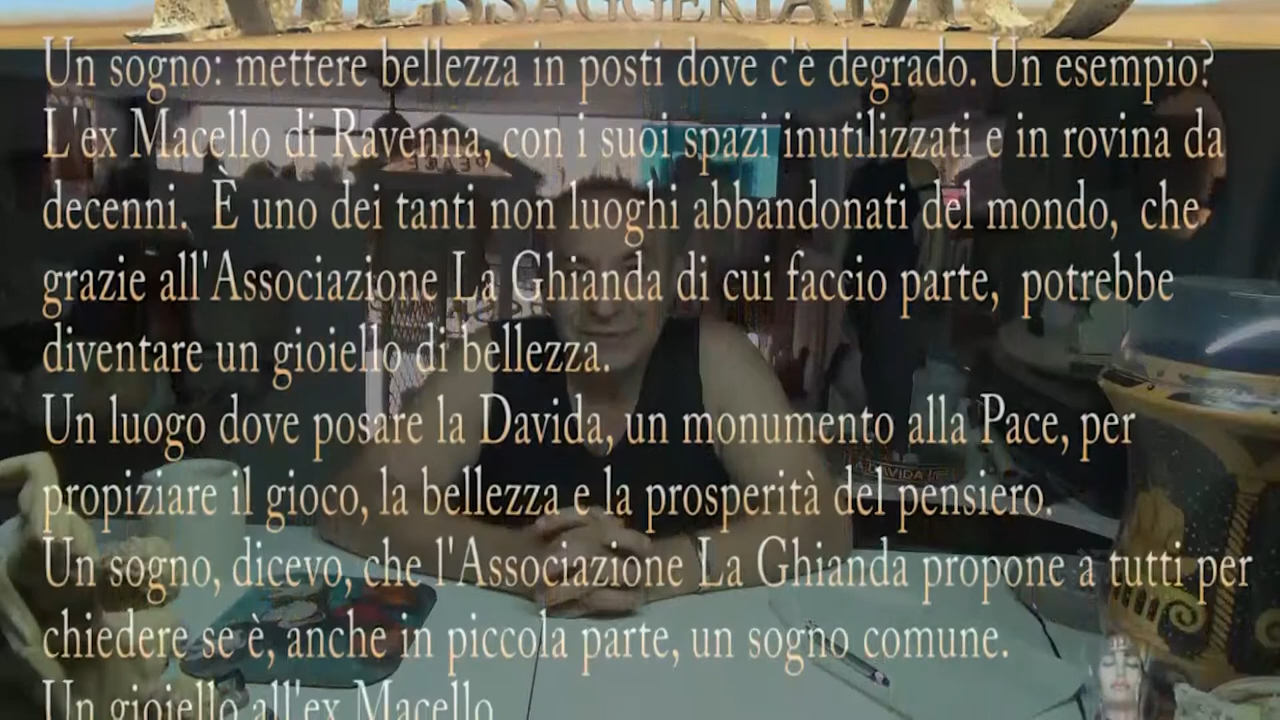 Un sogno: mettere bellezza in posti dove c'è degrado. Un esempio?
L'ex Macello di Ravenna, con i suoi spazi inutilizzati e in rovina da
decenni. È uno dei tanti non luoghi abbandonati del mondo, che
grazie all'Associazione La Ghianda di cui faccio parte, potrebbe
diventare un gioiello di bellezza.
Un luogo dove posare la Davida, un monumento alla Pace, per
propiziare il gioco, la bellezza e la prosperità del pensiero.
Un sogno, dicevo, che l'Associazione La Ghianda propone a tutti per
chiedere se è, anche in piccola parte, un sogno comune.
Un gioiello all'ex Macello